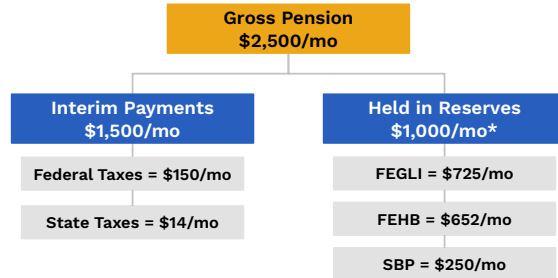 Gross Pension
$2,500/mo
Interim Payments
$1,500/mo
Federal Taxes = $150/mo
State Taxes = $14/mo
Held in Reserves
$1,000/mo*
FEGLI = $725/mo
FEHB = $652/mo
SBP = $250/mo